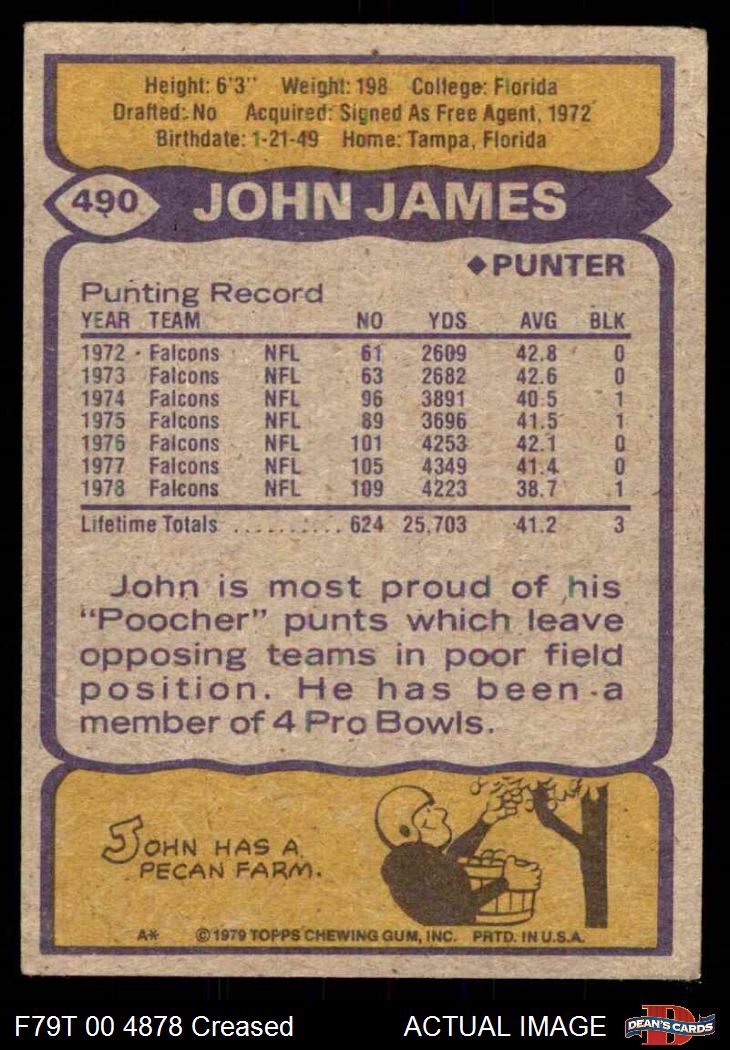 Height: 6'3" Weight: 198 College: Florida
Drafted: No Acquired: Signed As Free Agent, 1972
Birthdate: 1-21-49 Home: Tampa, Florida
490 JOHN JAMES
◆PUNTER
Punting Record
YEAR TEAM NO YDS AVG BLK
1972 Falcons NFL 61 2609 42.8 0
1973 Falcons NFL 63 2682 42.6 0
1974 Falcons NFL 96 3891 40.5 1
1975 Falcons NFL 89 3696 41.5 1
1976 Falcons NFL 101 4253 42.1 0
1977 Falcons NFL 105 4349 41.4 0
1978 Falcons NFL 109 4223 38.7 1
Lifetime Totals .......... 624 25,703 41.2 3
John is most proud of his
"Poocher" punts which leave
opposing teams in poor field
position. He has been a
member of 4 Pro Bowls.
JOHN HAS A
PECAN FARM.
A* ©1979 TOPPS CHEWING GUM, INC. PRTD. IN U.S.A.
F79T 00 4878 Creased ACTUAL IMAGE D DEAN'S CARDS